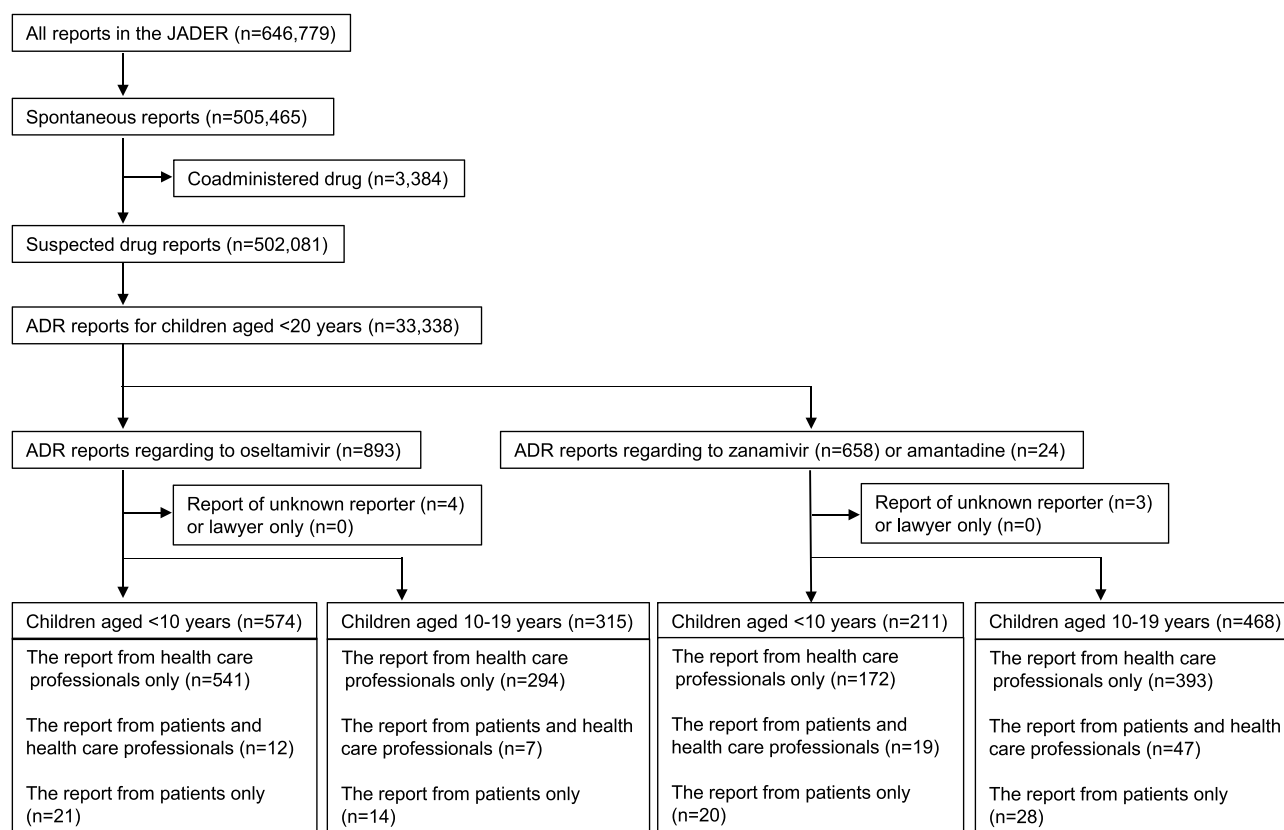 All reports in the JADER (n=646,779)
Spontaneous reports (n=505,465)
Coadministered drug (n=3,384)
Suspected drug reports (n=502,081)
ADR reports for children aged <20 years (n=33,338)
ADR reports regarding to oseltamivir (n=893)
ADR reports regarding to zanamivir (n=658) or amantadine (n=24)
Report of unknown reporter (n=4)
or lawyer only (n=0)
Report of unknown reporter (n=3)
or lawyer only (n=0)
Children aged <10 years (n=574)
The report from health care
professionals only (n=541)
The report from patients and
health care professionals (n=12)
The report from patients only
(n=21)
Children aged 10-19 years (n=315)
The report from health care
professionals only (n=294)
The report from patients and health
care professionals (n=7)
The report from patients only
(n=14)
Children aged <10 years (n=211)
The report from health care
professionals only (n=172)
The report from patients and
health care professionals (n=19)
The report from patients only
(n=20)
Children aged 10-19 years (n=468)
The report from health care
professionals only (n=393)
The report from patients and health
care professionals (n=47)
The report from patients only
(n=28)